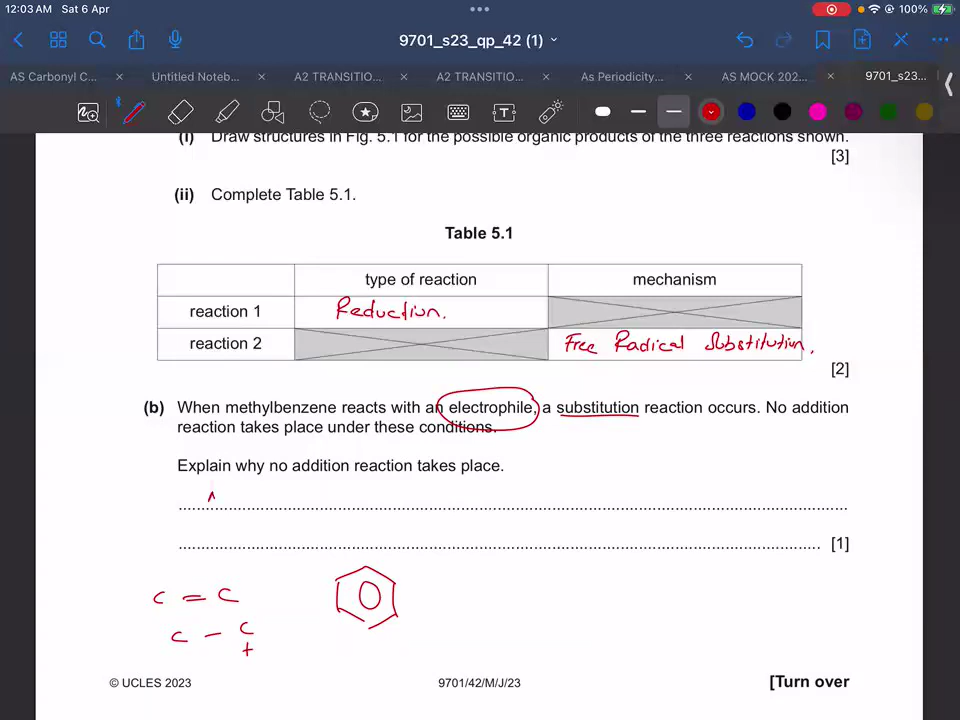 12:03 AM Sat 6 Apr 100%
9701_s23_qp_42 (1)
AS Carbonyl C... Untitled Noteb... A2 TRANSITIO... A2 TRANSITIO... As Periodicity... AS MOCK 202... 9701_s23...
(i) Draw structures in Fig. 5.1 for the possible organic products of the three reactions shown.
[3]
(ii) Complete Table 5.1.
Table 5.1
type of reaction mechanism
reaction 1 Reduction.
reaction 2 Free Radical Substitution.
[2]
(b) When methylbenzene reacts with an electrophile, a substitution reaction occurs. No addition
reaction takes place under these conditions.
Explain why no addition reaction takes place.
[1]
C = C
C - C
+
© UCLES 2023 9701/42/M/J/23 [Turn over